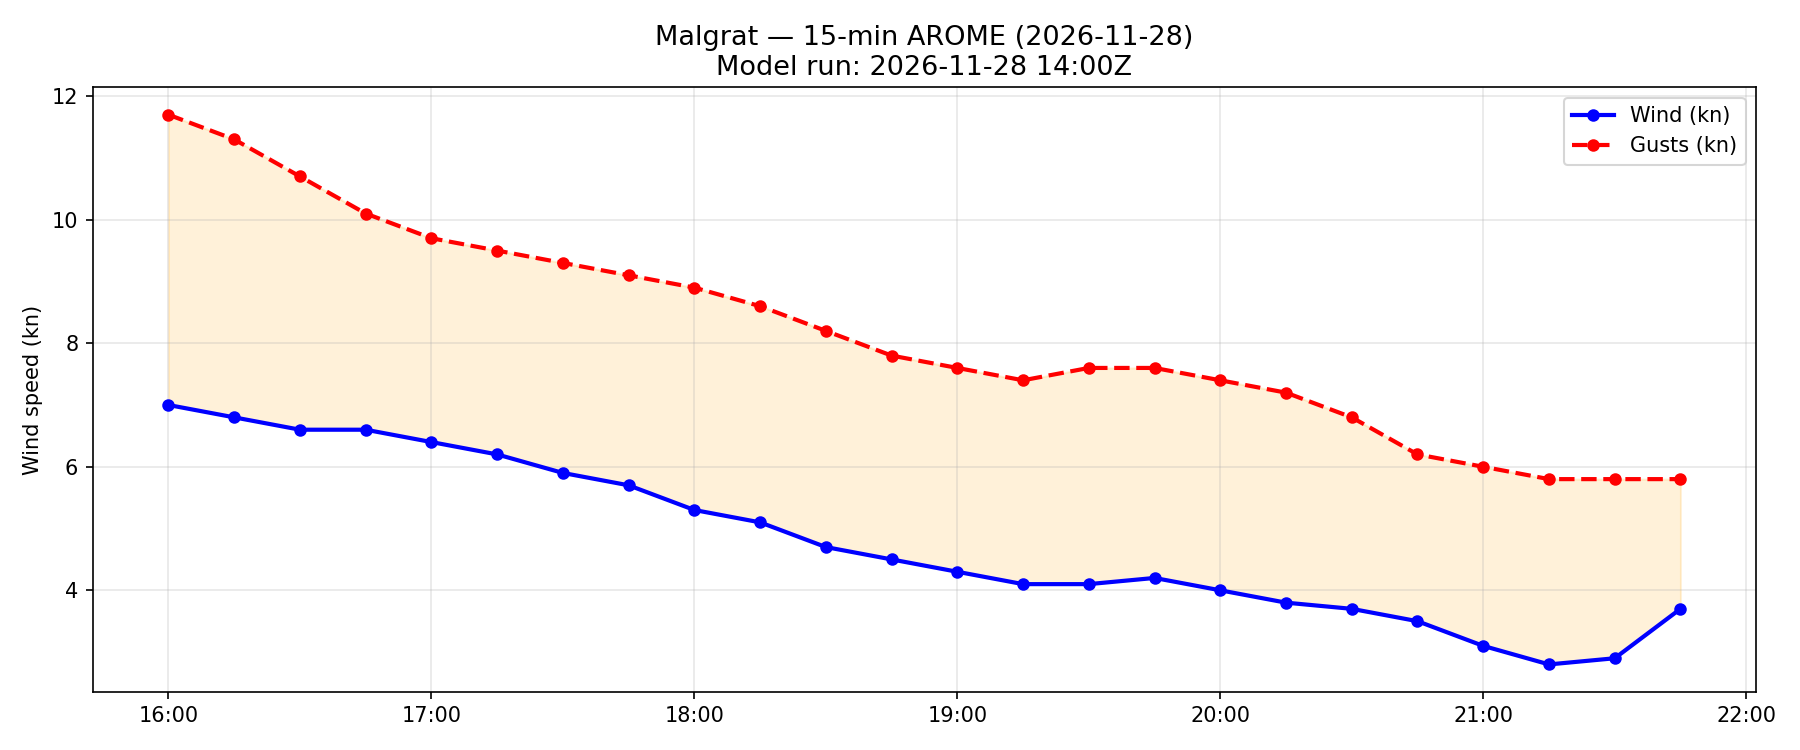 Malgrat — 15-min AROME (2026-11-28)
Model run: 2026-11-28 14:00Z
Wind (kn)
Gusts (kn)
Wind speed (kn)
12
10
8
6
4
16:00 17:00 18:00 19:00 20:00 21:00 22:00